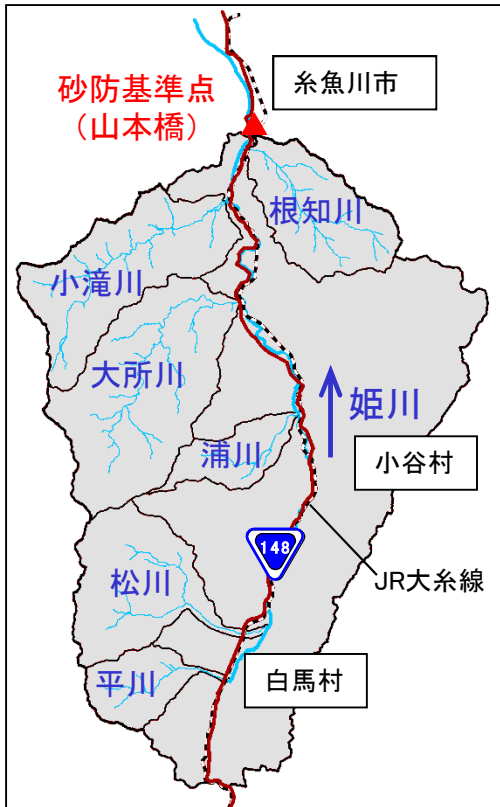 糸魚川市
砂防基準点
（山本橋）
根知川
小滝川
大所川
姫川
浦川
小谷村
148
JR大糸線
松川
平川
白馬村